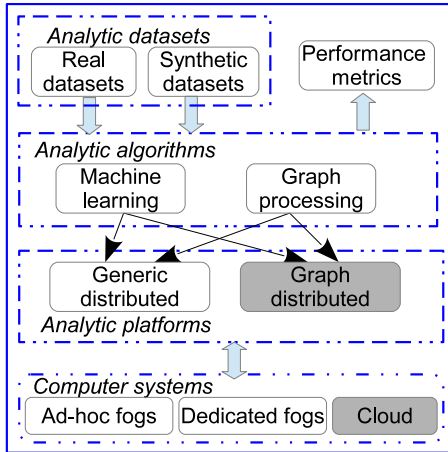 Analytic datasets
Real
datasets
Synthetic
datasets
Performance
metrics
Analytic algorithms
Machine
learning
Graph
processing
Generic
distributed
Graph
distributed
Analytic platforms
Computer systems
Ad-hoc fogs
Dedicated fogs
Cloud